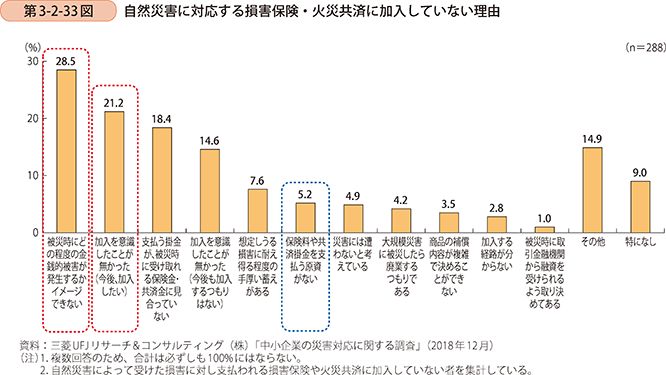 第3-2-33図 自然災害に対応する損害保険・火災共済に加入していない理由
(%)
(n=288)
30
20
10
0
28.5
21.2
18.4
14.6
7.6
5.2
4.9
4.2
3.5
2.8
1.0
14.9
9.0
被災時にど
の程度の金
銭的被害が
発生するか
イメージ
できない
加入を意識
したことが
無かった
(今後、加入
したい)
支払う掛金
が、被災時
に受け取れ
る保険金・
共済金に見
合っていな
い
加入を意識
したことが
無かった
(今後も加入
するつもり
はない)
想定しうる
損害に耐え
得る程度の
手厚い蓄え
がある
保険料や共
済掛金を支
払う原資が
ない
災害には遭
わないと考
えている
大規模災害
に被災したら
廃業する
つもりである
商品の補償
内容が複雑
で決めるこ
とができな
い
加入する
経路が分
からない
被災時に取
引金融機関
から融資を
受けられるよ
う取り決め
てある
その他
特になし
資料:三菱UFJリサーチ&コンサルティング(株)「中小企業の災害対応に関する調査」(2018年12月)
(注)1. 複数回答のため、合計は必ずしも100%にはならない。
2. 自然災害によって受けた損害に対し支払われる損害保険や火災共済に加入していない者を集計している。